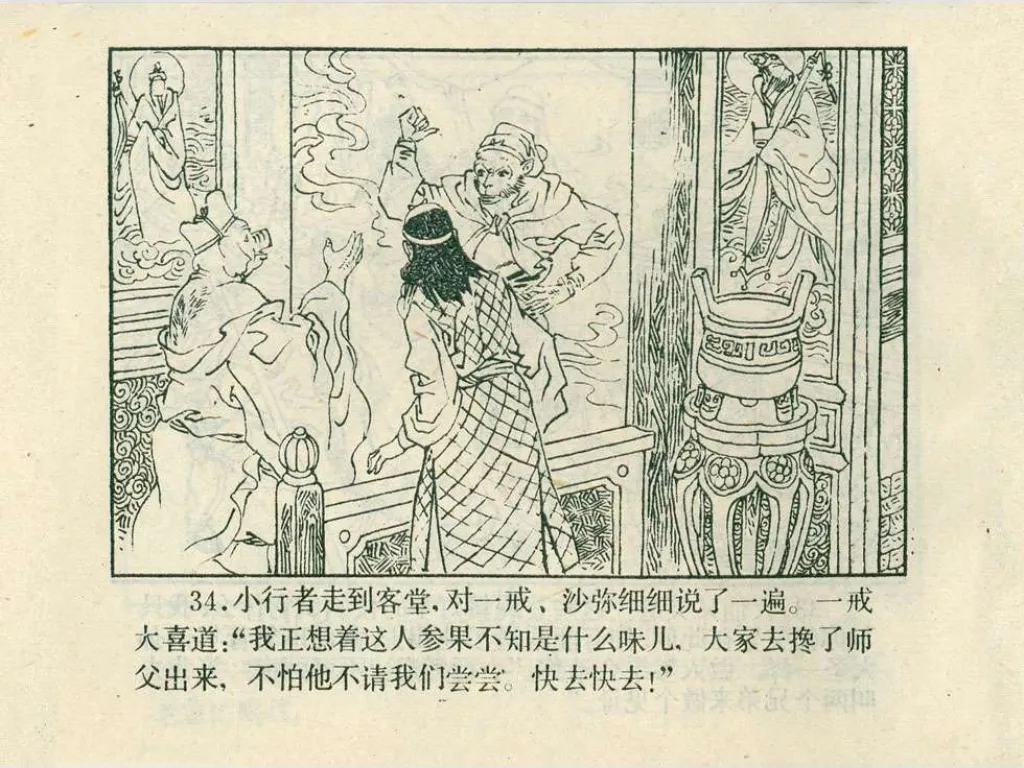 34.小行者走到客堂，对一戒、沙弥细细说了一遍。一戒
大喜道：“我正想着这人参果不知是什么味儿，大家去搀了师
父出来，不怕他不请我们尝尝。快去快去！”